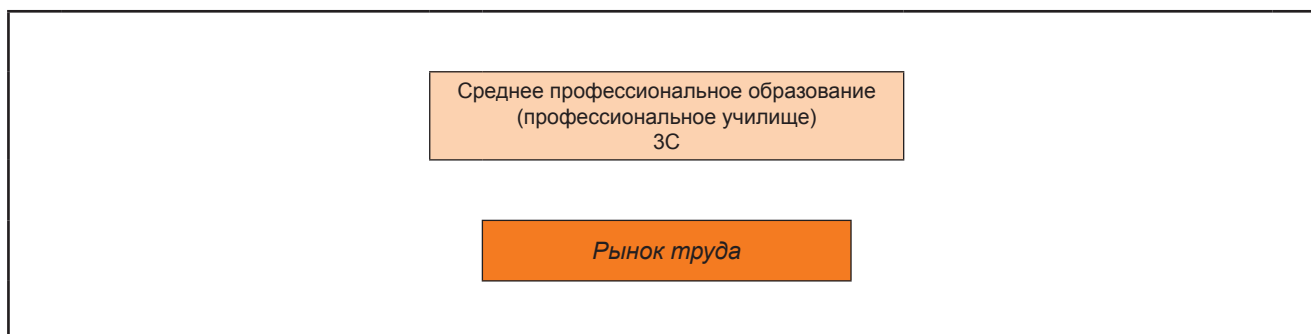 Среднее профессиональное образование
(профессиональное училище)
3С
Рынок труда